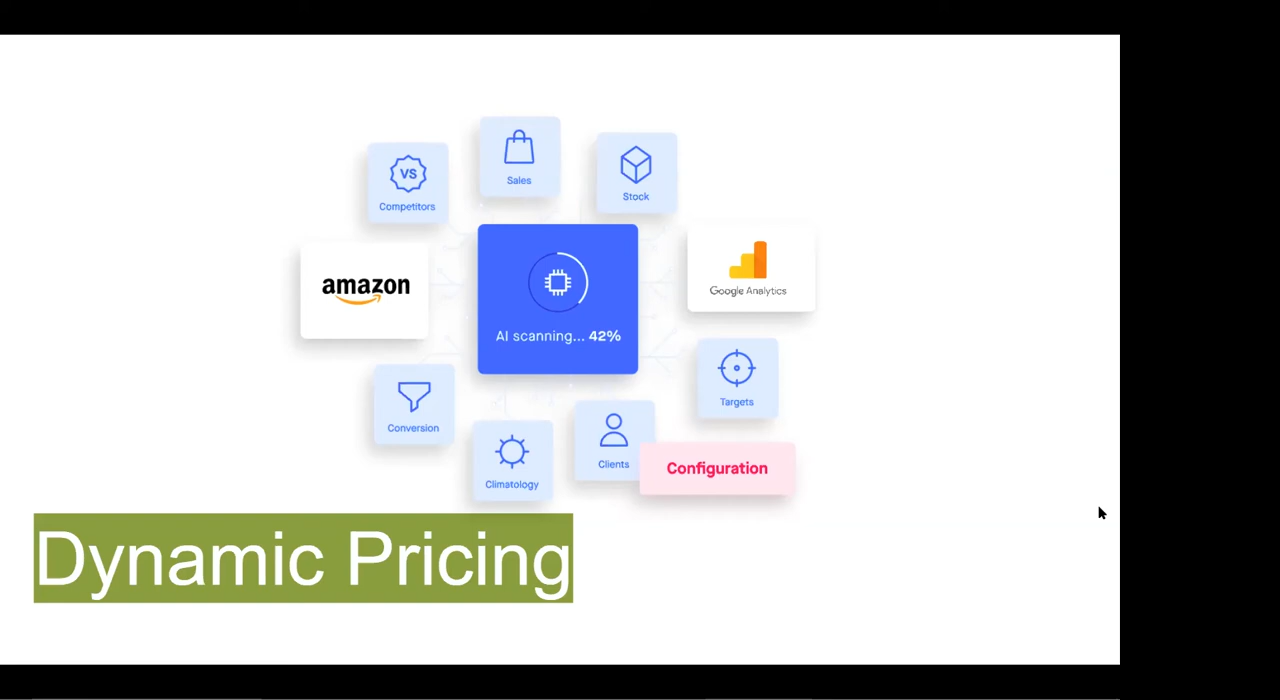 Sales
VS
Stock
Competitors
amazon
Google Analytics
AI scanning... 42%
Targets
Conversion
Clients
Configuration
Climatology
Dynamic Pricing